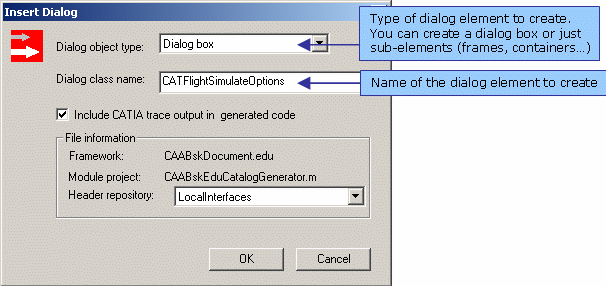 Insert Dialog
Dialog object type:
Dialog box
Type of dialog element to create.
You can create a dialog box or just
sub-elements (frames, containers...)
Dialog class name:
CATFlightSimulateOptions
Name of the dialog element to create
Include CATIA trace output in generated code
File information
Framework:
CAABskDocument.edu
Module project:
CAABskEduCatalogGenerator.m
Header repository:
LocalInterfaces
OK
Cancel